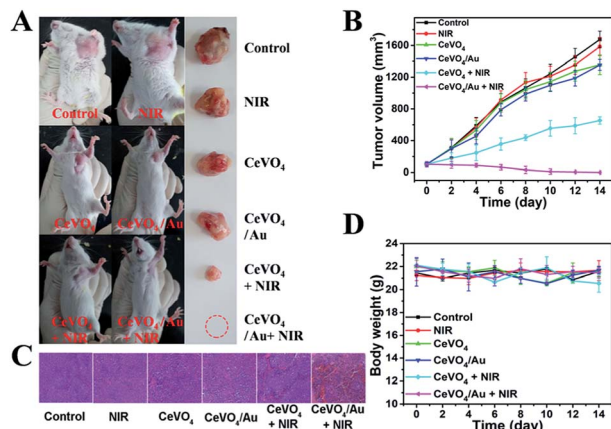 A
Control
NIR
CeVO₄
CeVO₄/Au
CeVO₄
+ NIR
CeVO₄/Au
+ NIR
Control
NIR
CeVO₄
CeVO₄
/Au
CeVO₄
+ NIR
CeVO₄
/Au+ NIR
B
Tumor volume (mm³)
1600
1200
800
400
0
0 2 4 6 8 10 12 14
Time (day)
Control
NIR
CeVO₄
CeVO₄/Au
CeVO₄ + NIR
CeVO₄/Au + NIR
C
Control
NIR
CeVO₄
CeVO₄/Au
CeVO₄
+ NIR
CeVO₄/Au
+ NIR
D
Body weight (g)
24
22
20
18
16
14
12
10
0 2 4 6 8 10 12 14
Time (day)
Control
NIR
CeVO₄
CeVO₄/Au
CeVO₄ + NIR
CeVO₄/Au + NIR